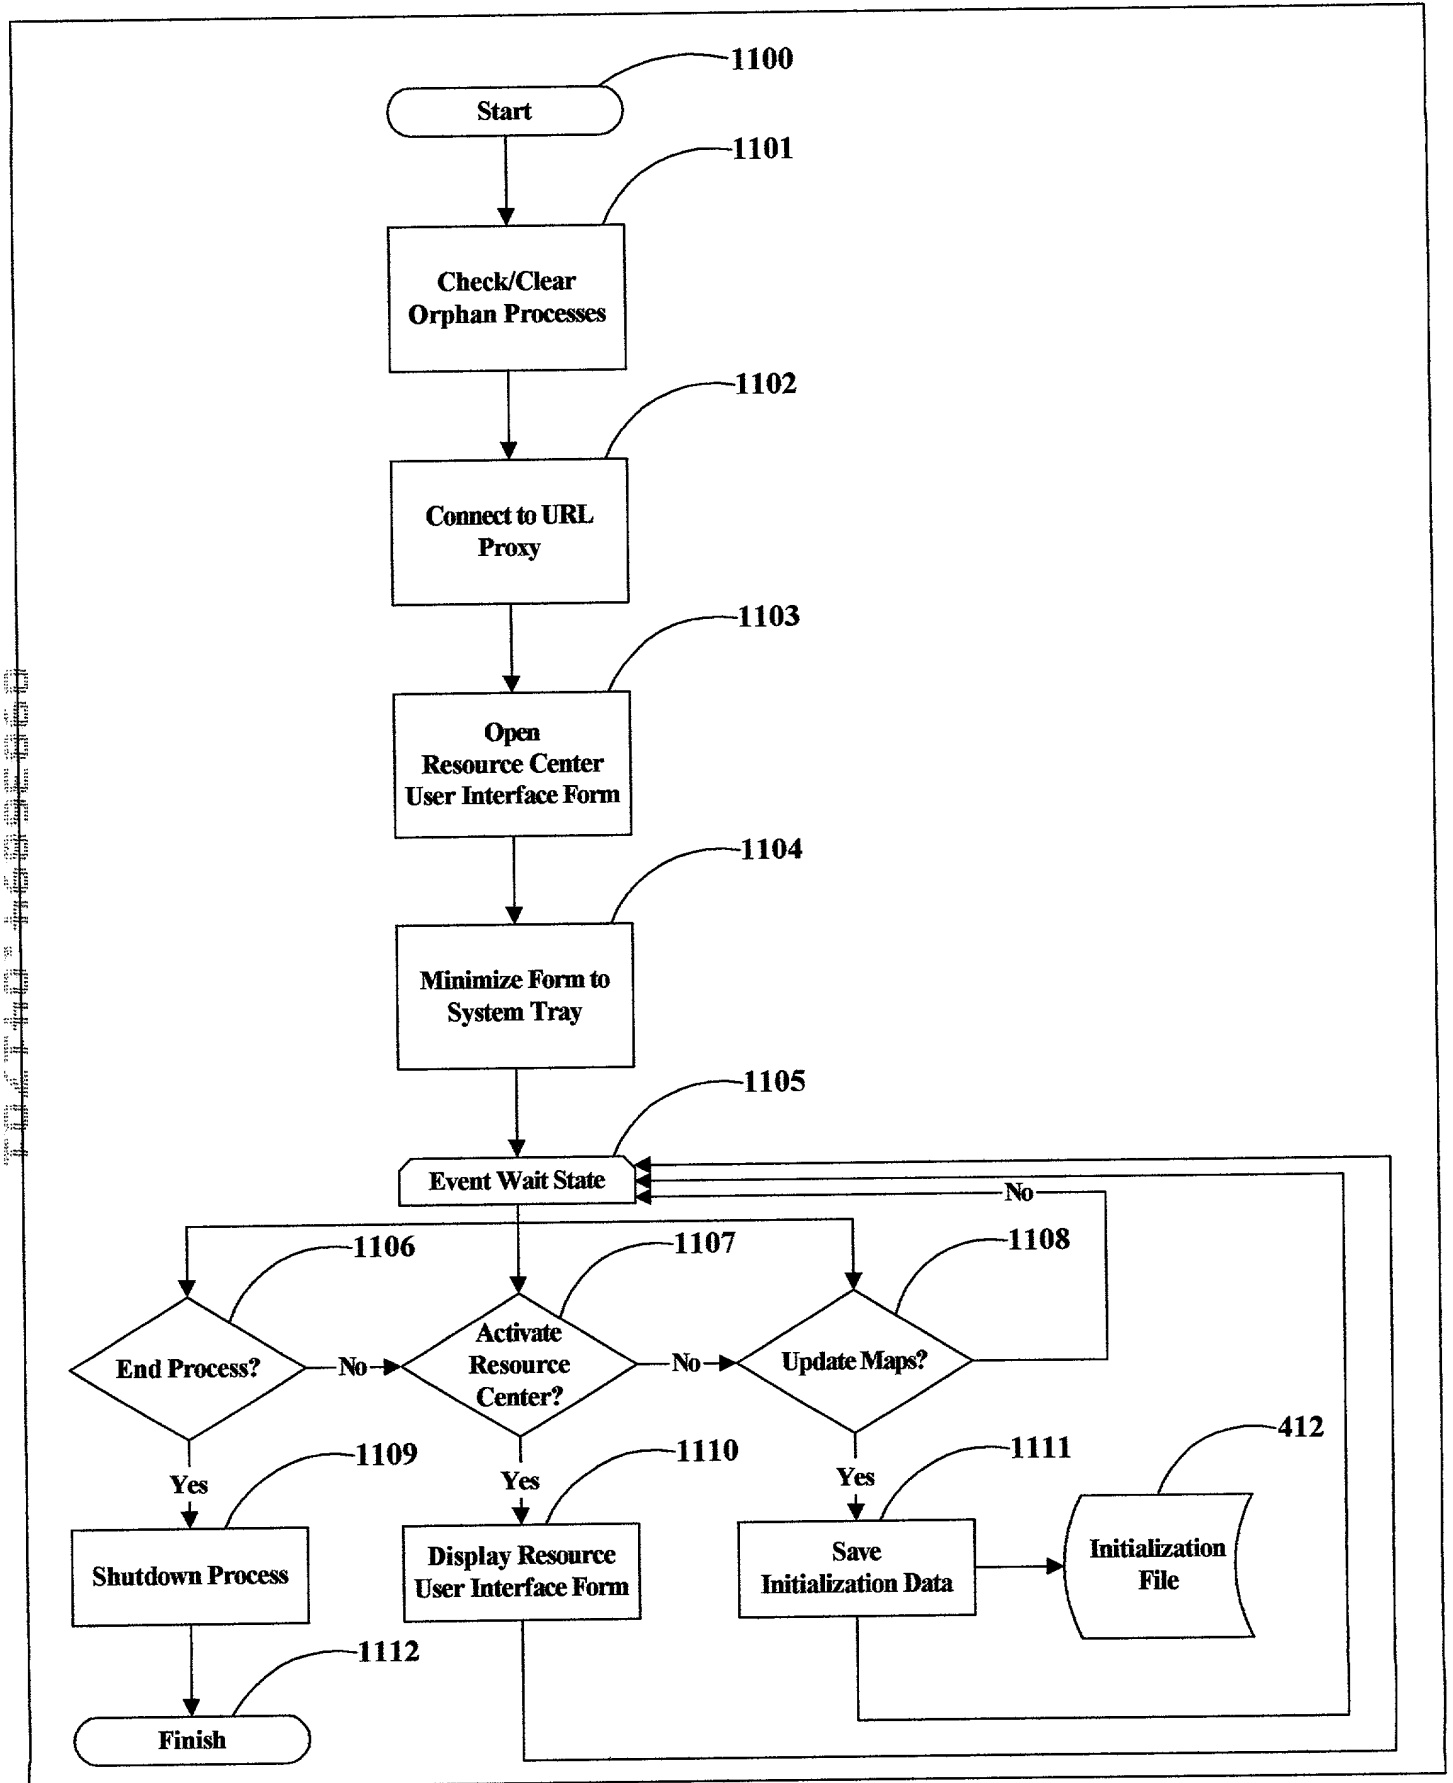 1100
Start
1101
Check/Clear
Orphan Processes
1102
Connect to URL
Proxy
1103
Open
Resource Center
User Interface Form
1104
Minimize Form to
System Tray
1105
Event Wait State
No
1106
1107
1108
End Process?
No
Activate
Resource
Center?
No
Update Maps?
Yes
1109
Yes
1110
Yes
1111
412
Shutdown Process
Display Resource
User Interface Form
Save
Initialization Data
Initialization
File
1112
Finish